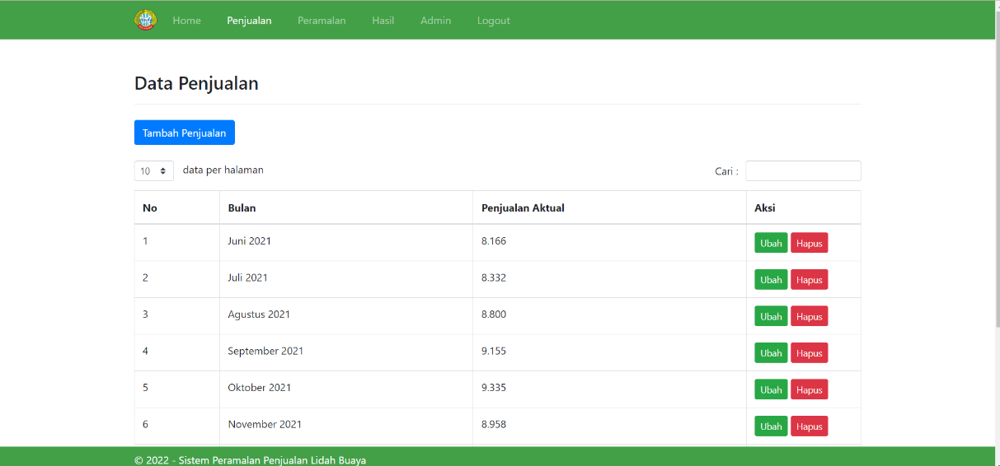 Home Penjualan Peramalan Hasil Admin Logout
Data Penjualan
Tambah Penjualan
10 data per halaman Cari :
No Bulan Penjualan Aktual Aksi
1 Juni 2021 8.166 Ubah Hapus
2 Juli 2021 8.332 Ubah Hapus
3 Agustus 2021 8.800 Ubah Hapus
4 September 2021 9.155 Ubah Hapus
5 Oktober 2021 9.335 Ubah Hapus
6 November 2021 8.958 Ubah Hapus
© 2022 - Sistem Peramalan Penjualan Lidah Buaya